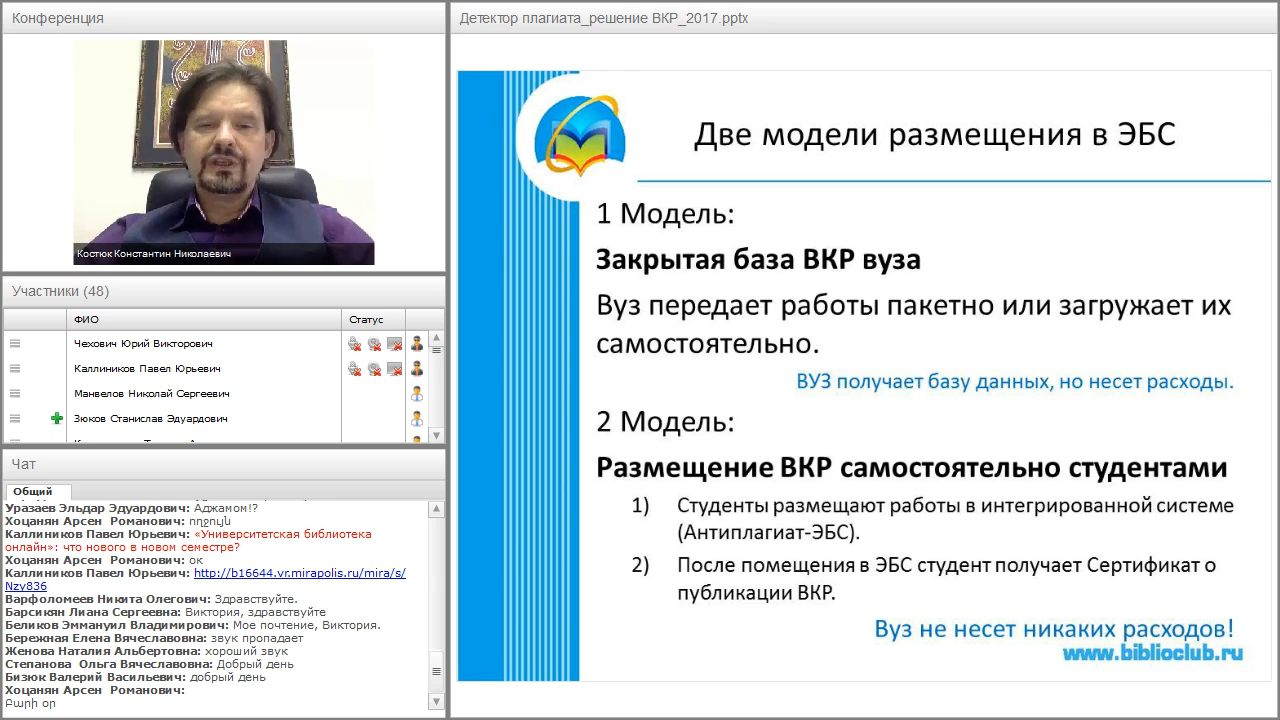 Конференция
Костюк Константин Николаевич
Участники (48)
ФИО
Статус
Чехович Юрий Викторович
Каллиников Павел Юрьевич
Манвелов Николай Сергеевич
Зюков Станислав Эдуардович
Чат
Общий
Уразаев Эльдар Эдуардович: Аджамом!?
Хоцанян Арсен Романович: ողջույն
Каллиников Павел Юрьевич: «Университетская библиотека
онлайн»: что нового в новом семестре?
Хоцанян Арсен Романович: ок
Каллиников Павел Юрьевич: http://b16644.vr.mirapolis.ru/mira/s/
Nzy836
Варфоломеев Никита Олегович: Здравствуйте.
Барсикян Лиана Сергеевна: Виктория, здравствуйте
Беликов Эммануил Владимирович: Мое почтение, Виктория.
Бережная Елена Вячеславовна: звук пропадает
Женова Наталия Альбертовна: хороший звук
Степанова Ольга Вячеславовна: Добрый день
Бизюк Валерий Васильевич: добрый день
Хоцанян Арсен Романович:
Բարի օր
Детектор плагиата_решение ВКР_2017.pptx
Две модели размещения в ЭБС
1 Модель:
Закрытая база ВКР вуза
Вуз передает работы пакетно или загружает их
самостоятельно.
ВУЗ получает базу данных, но несет расходы.
2 Модель:
Размещение ВКР самостоятельно студентами
1) Студенты размещают работы в интегрированной системе
(Антиплагиат-ЭБС).
2) После помещения в ЭБС студент получает Сертификат о
публикации ВКР.
Вуз не несет никаких расходов!
www.biblioclub.ru